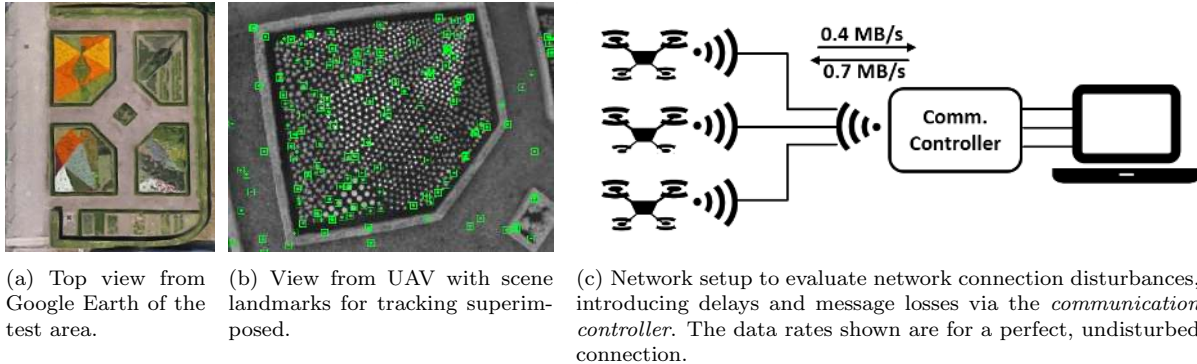 0.4 MB/s
0.7 MB/s
Comm.
Controller
(a) Top view from
Google Earth of the
test area.
(b) View from UAV with scene
landmarks for tracking superim-
posed.
(c) Network setup to evaluate network connection disturbances,
introducing delays and message losses via the communication
controller. The data rates shown are for a perfect, undisturbed
connection.